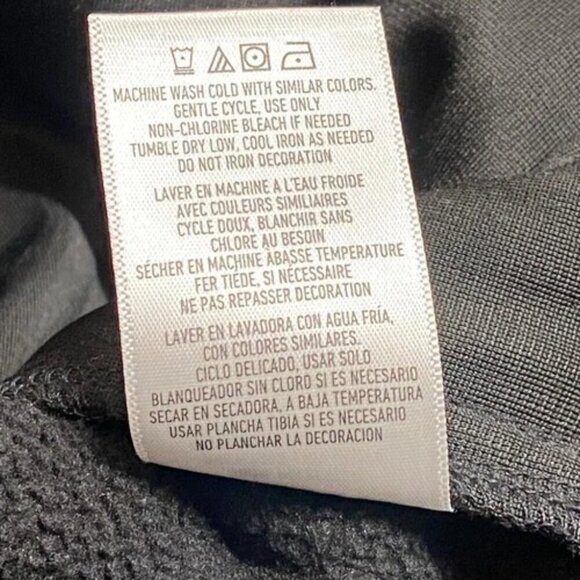 MACHINE WASH COLD WITH SIMILAR COLORS.
GENTLE CYCLE, USE ONLY
NON-CHLORINE BLEACH IF NEEDED
TUMBLE DRY LOW, COOL IRON AS NEEDED
DO NOT IRON DECORATION
LAVER EN MACHINE A L'EAU FROIDE
AVEC COULEURS SIMILIAIRES
CYCLE DOUX, BLANCHIR SANS
CHLORE AU BESOIN
SÉCHER EN MACHINE ÀBASSE TEMPERATURE
FER TIEDE, SI NÉCESSAIRE
NE PAS REPASSER DECORATION
LAVER EN LAVADORA CON AGUA FRÍA,
CON COLORES SIMILARES.
CICLO DELICADO, USAR SOLO
BLANQUEADOR SIN CLORO SI ES NECESARIO
SECAR EN SECADORA, A BAJA TEMPERATURA
USAR PLANCHA TIBIA SI ES NECESARIO
NO PLANCHAR LA DECORACIÓN